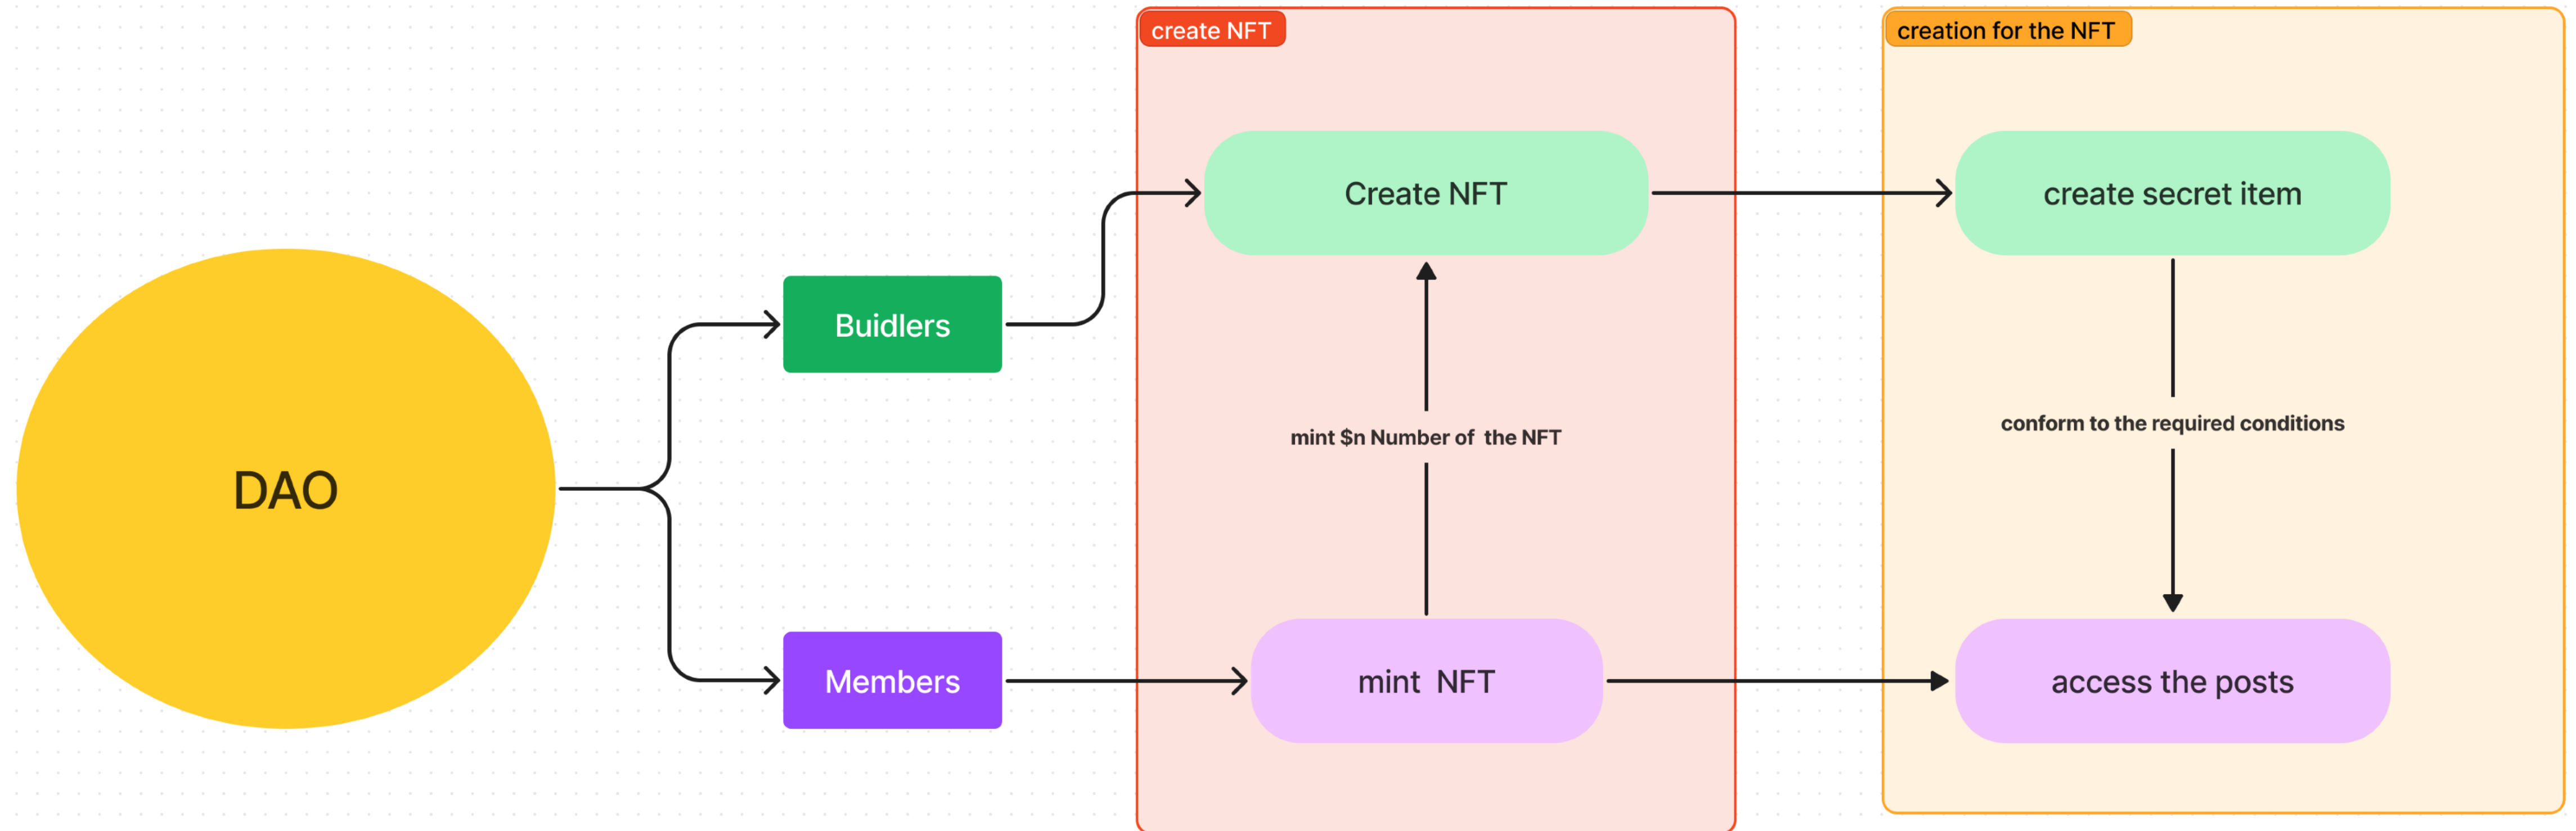 create NFT
creation for the NFT
Create NFT
create secret item
Buidlers
mint $n Number of  the NFT
conform to the required conditions
DAO
Members
mint  NFT
access the posts